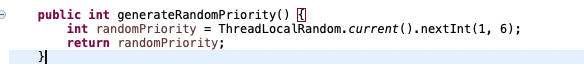 public int generateRandomPriority() {
int randomPriority = ThreadLocalRandom.current().nextInt(1, 6);
return randomPriority;
}